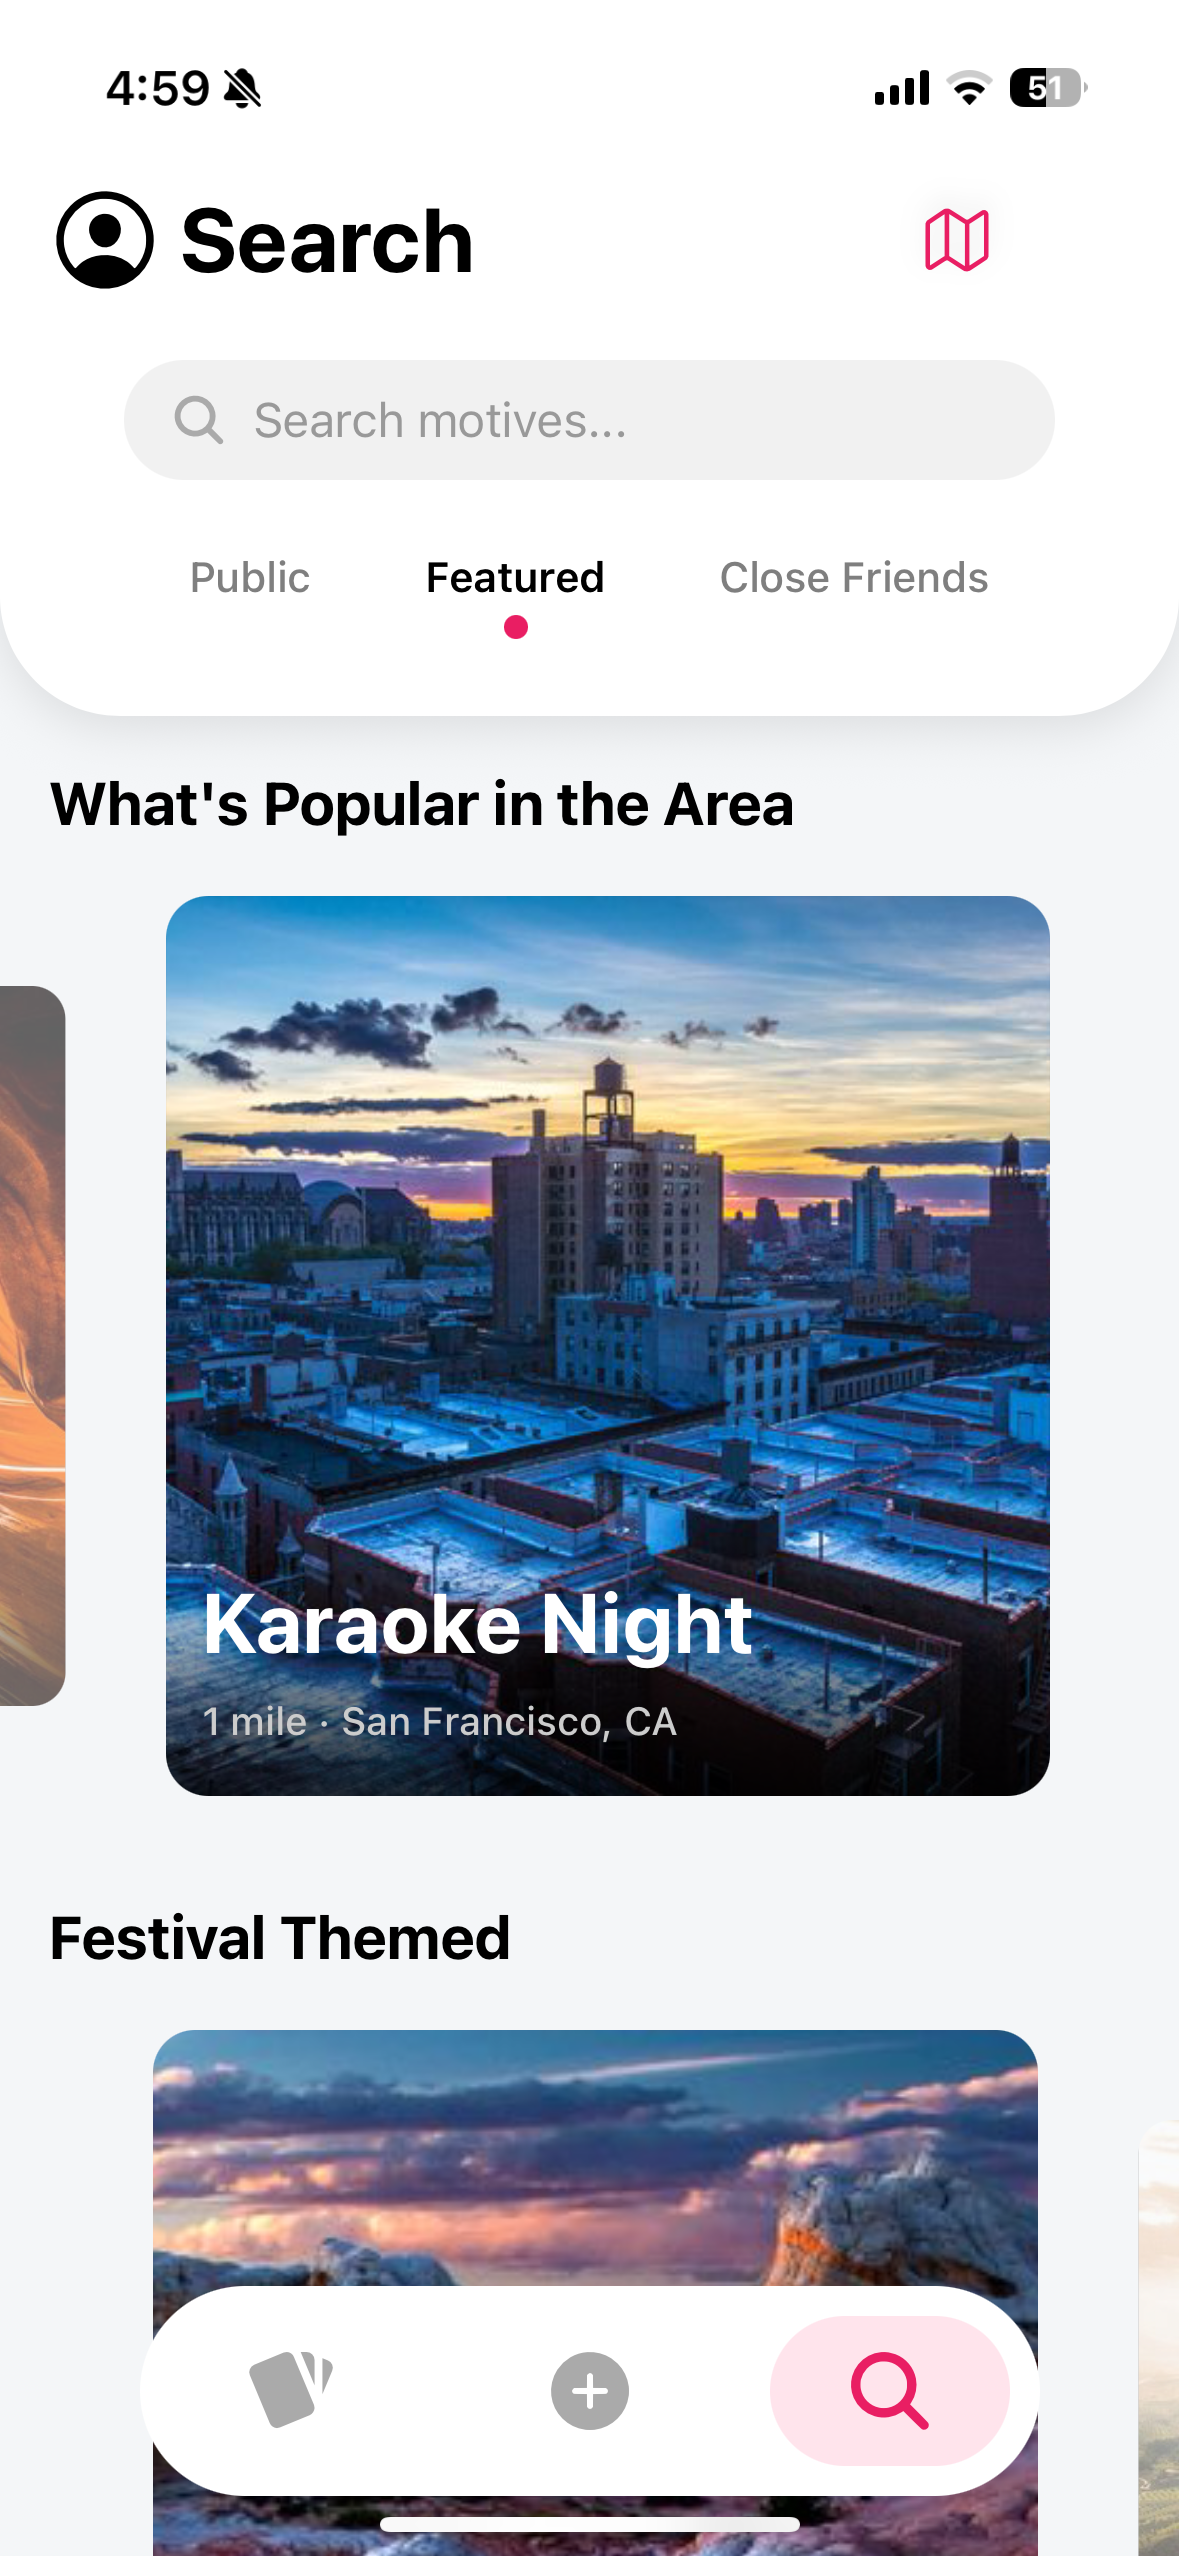 4:59
51
Search
Search motives...
Public
Featured
Close Friends
What's Popular in the Area
Karaoke Night
1 mile · San Francisco, CA
Festival Themed